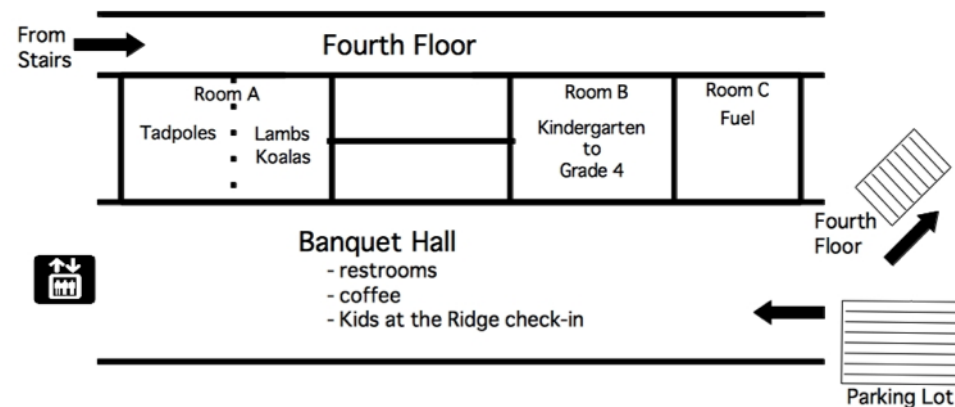 From
Stairs
Fourth Floor
Room A
Tadpoles
Lambs
Koalas
Room B
Kindergarten
to
Grade 4
Room C
Fuel
Fourth
Floor
Banquet Hall
- restrooms
- coffee
- Kids at the Ridge check-in
Parking Lot